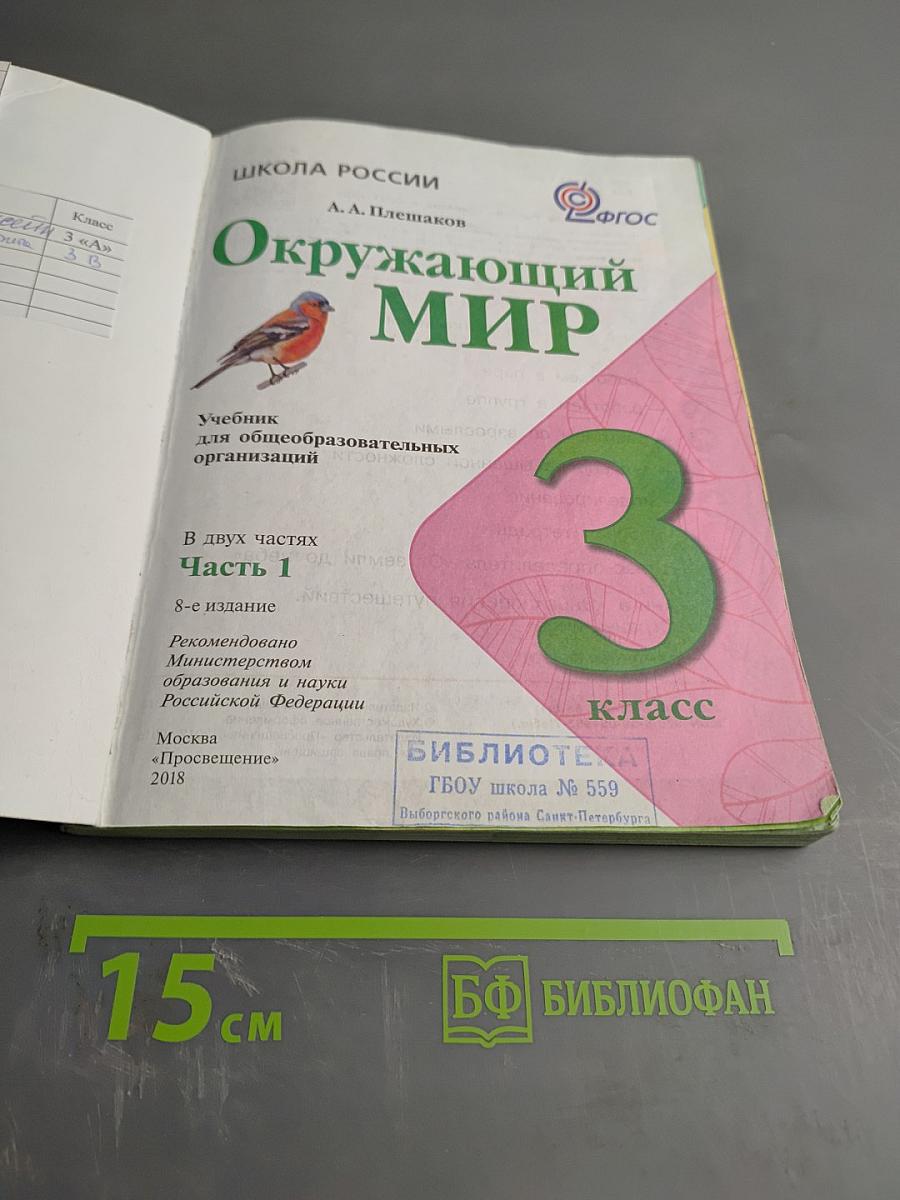 Класс
3 «А»
3 В
ШКОЛА РОССИИ
ФГОС
А. А. Плешаков
Окружающий
МИР
Учебник
для общеобразовательных
организаций
3
класс
В двух частях
Часть 1
8-е издание
Рекомендовано
Министерством
образования и науки
Российской Федерации
Москва
«Просвещение»
2018
БИБЛИОТЕКА
ГБОУ школа № 559
Выборгского района Санкт-Петербурга
15 см
БФ БИБЛИОФАН